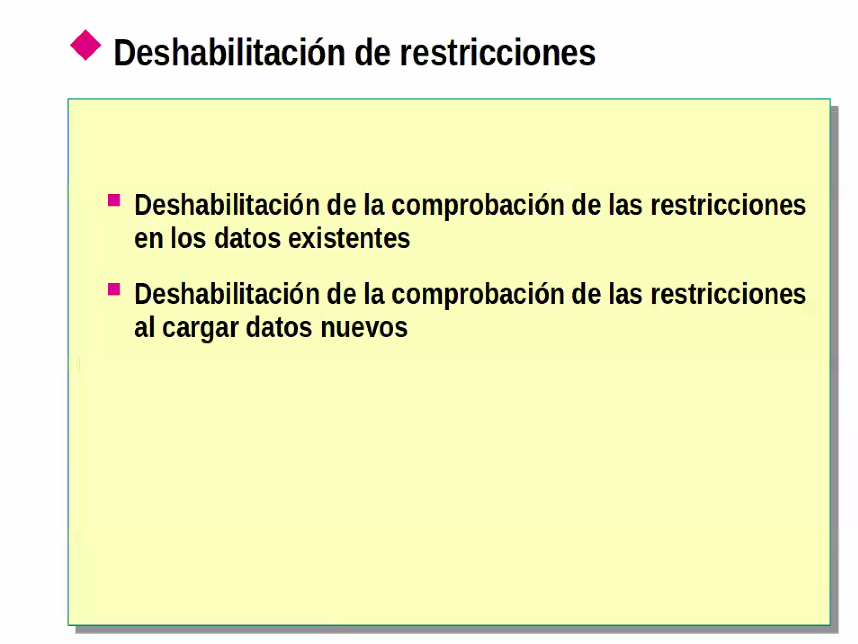 Deshabilitación de restricciones
Deshabilitación de la comprobación de las restricciones
en los datos existentes
Deshabilitación de la comprobación de las restricciones
al cargar datos nuevos